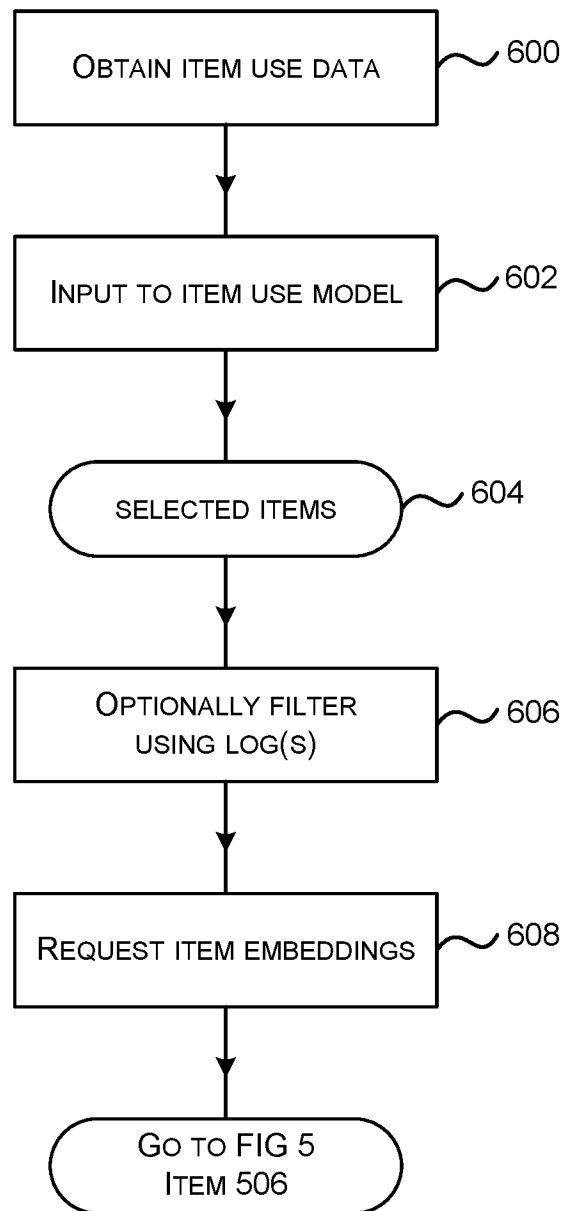 OBTAIN ITEM USE DATA
600
INPUT TO ITEM USE MODEL
602
SELECTED ITEMS
604
OPTIONALLY FILTER
USING LOG(S)
606
REQUEST ITEM EMBEDDINGS
608
GO TO FIG 5
ITEM 506